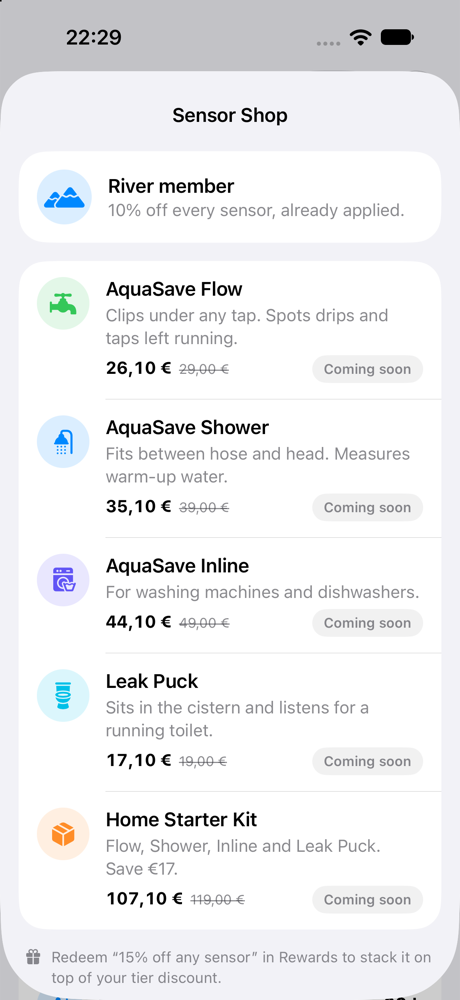 22:29
Sensor Shop
River member
10% off every sensor, already applied.
AquaSave Flow
Clips under any tap. Spots drips and
taps left running.
26,10 € 29,00 €
Coming soon
AquaSave Shower
Fits between hose and head. Measures
warm-up water.
35,10 € 39,00 €
Coming soon
AquaSave Inline
For washing machines and dishwashers.
44,10 € 49,00 €
Coming soon
Leak Puck
Sits in the cistern and listens for a
running toilet.
17,10 € 19,00 €
Coming soon
Home Starter Kit
Flow, Shower, Inline and Leak Puck.
Save €17.
107,10 € 119,00 €
Coming soon
Redeem “15% off any sensor” in Rewards to stack it on
top of your tier discount.